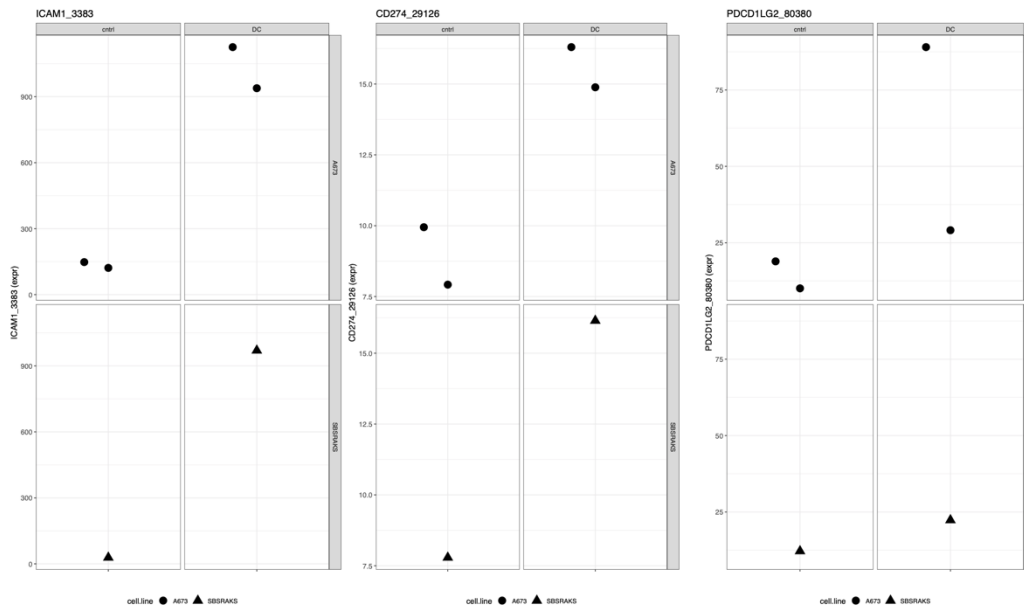 ICAM1_3383
cntrl DC
ICAM1_3383 (expr)
900
600
300
0
A673
900
600
300
0
SBSRAKS
cell.line A673 SBSRAKS
CD274_29126
cntrl DC
CD274_29126 (expr)
15.0
12.5
10.0
7.5
A673
15.0
12.5
10.0
7.5
SBSRAKS
cell.line A673 SBSRAKS
PDCD1LG2_80380
cntrl DC
PDCD1LG2_80380 (expr)
75
50
25
75
50
25
cell.line A673 SBSRAKS